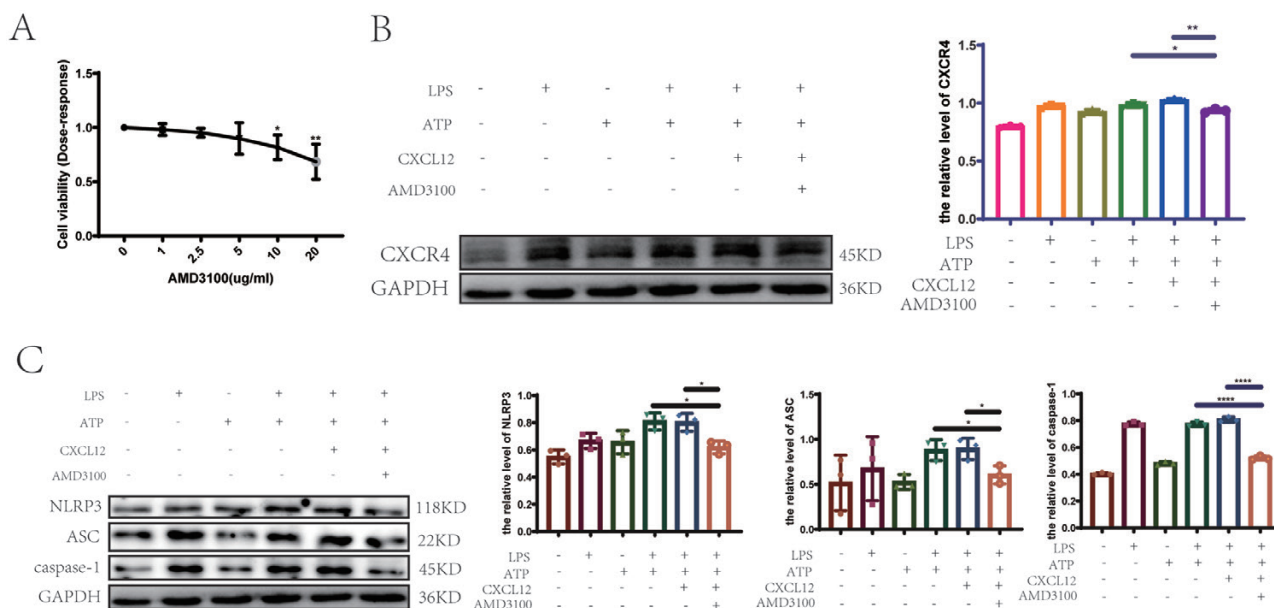 A
Cell viability (Dose-response)
1.5
1.0
0.5
0.0
* **
0 1 2.5 5 10 20
AMD3100(ug/ml)
B
LPS - + - + + +
ATP - - + + + +
CXCL12 - - - - + +
AMD3100 - - - - - +
CXCR4 45KD
GAPDH 36KD
the relative level of CXCR4
1.5
1.0
0.5
0.0
**
*
LPS - + - + + +
ATP - - + + + +
CXCL12 - - - - + +
AMD3100 - - - - - +
C
LPS - + - + + +
ATP - - + + + +
CXCL12 - - - - + +
AMD3100 - - - - - +
NLRP3 118KD
ASC 22KD
caspase-1 45KD
GAPDH 36KD
the relative level of NLRP3
1.0
0.8
0.6
0.4
0.2
0.0
*
*
LPS - + - + + +
ATP - - + + + +
CXCL12 - - - - + +
AMD3100 - - - - - +
the relative level of ASC
1.5
1.0
0.5
0.0
*
*
LPS - + - + + +
ATP - - + + + +
CXCL12 - - - - + +
AMD3100 - - - - - +
the relative level of caspase-1
1.0
0.8
0.6
0.4
0.2
0.0
****
****
LPS - + - + + +
ATP - - + + + +
CXCL12 - - - - + +
AMD3100 - - - - - +